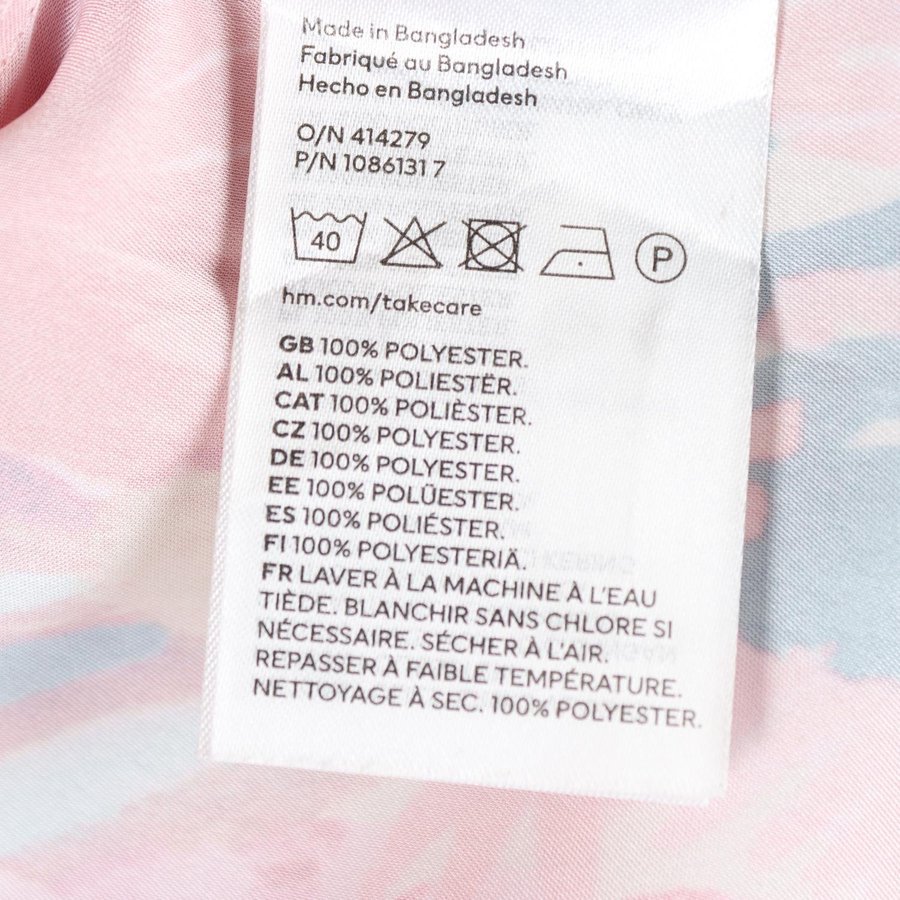 Made in Bangladesh
Fabriqué au Bangladesh
Hecho en Bangladesh
O/N 414279
P/N 1086131 7
40 P
hm.com/takecare
GB 100% POLYESTER.
AL 100% POLIESTËR.
CAT 100% POLIÈSTER.
CZ 100% POLYESTER.
DE 100% POLYESTER.
EE 100% POLÜESTER.
ES 100% POLIÉSTER.
FI 100% POLYESTERIÄ.
FR LAVER À LA MACHINE À L'EAU
TIÈDE. BLANCHIR SANS CHLORE SI
NÉCESSAIRE. SÉCHER À L'AIR.
REPASSER À FAIBLE TEMPÉRATURE.
NETTOYAGE À SEC. 100% POLYESTER.